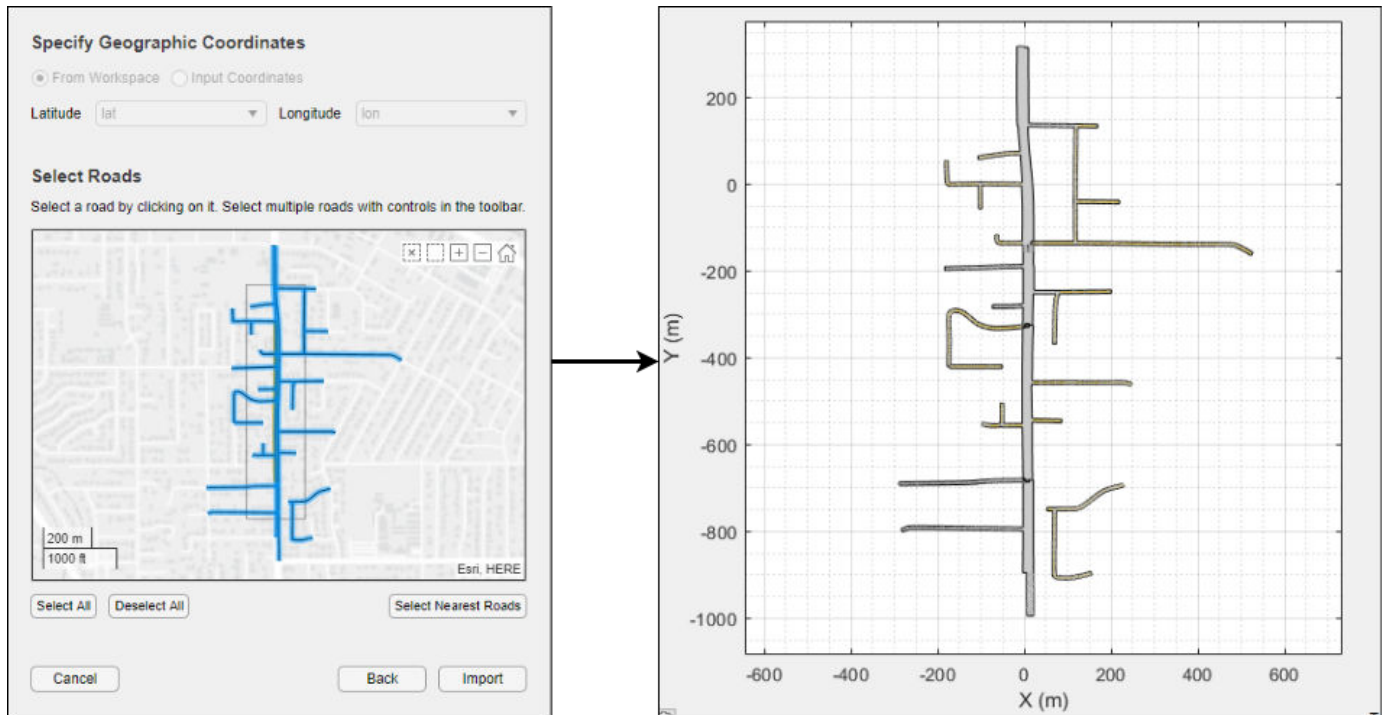 Specify Geographic Coordinates
From Workspace Input Coordinates
Latitude lat Longitude lon
Select Roads
Select a road by clicking on it. Select multiple roads with controls in the toolbar.
200 m
1000 ft
Esri, HERE
Select All Deselect All Select Nearest Roads
Cancel Back Import
200
0
-200
-400
-600
-800
-1000
Y (m)
-600 -400 -200 0 200 400 600
X (m)